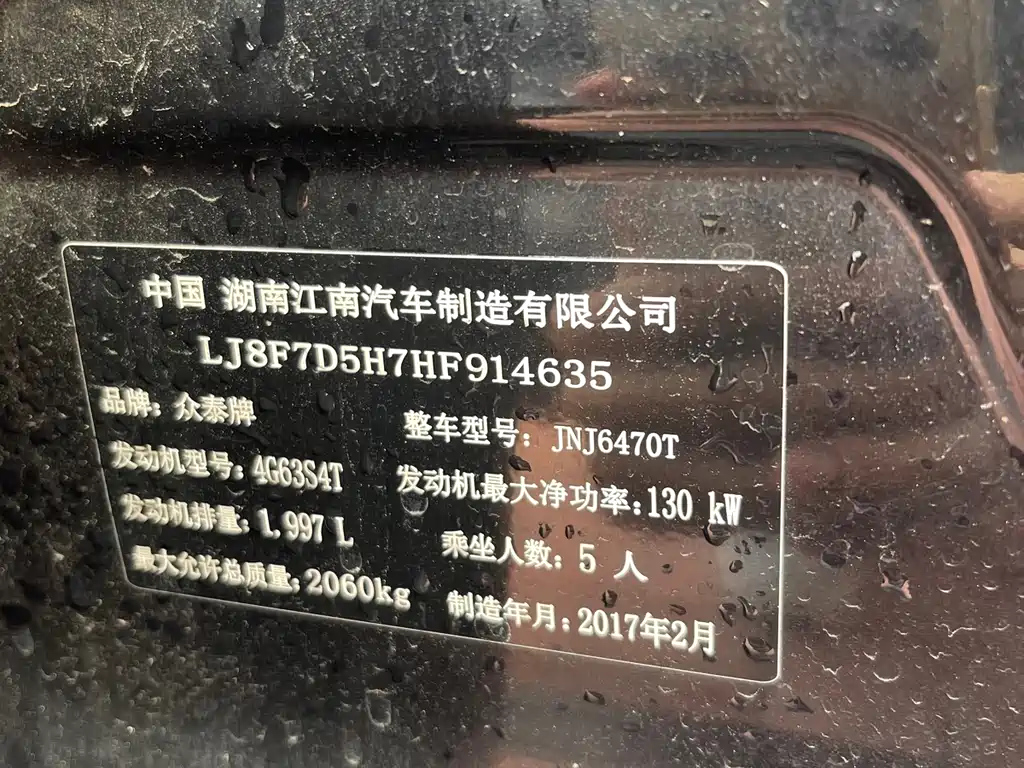 中国 湖南江南汽车制造有限公司
LJ8F7D5H7HF914635
品牌: 众泰牌 整车型号: JNJ6470T
发动机型号: 4G63S4T 发动机最大净功率: 130 kW
发动机排量: 1.997 L 乘坐人数: 5 人
最大允许总质量: 2060kg 制造年月: 2017年2月